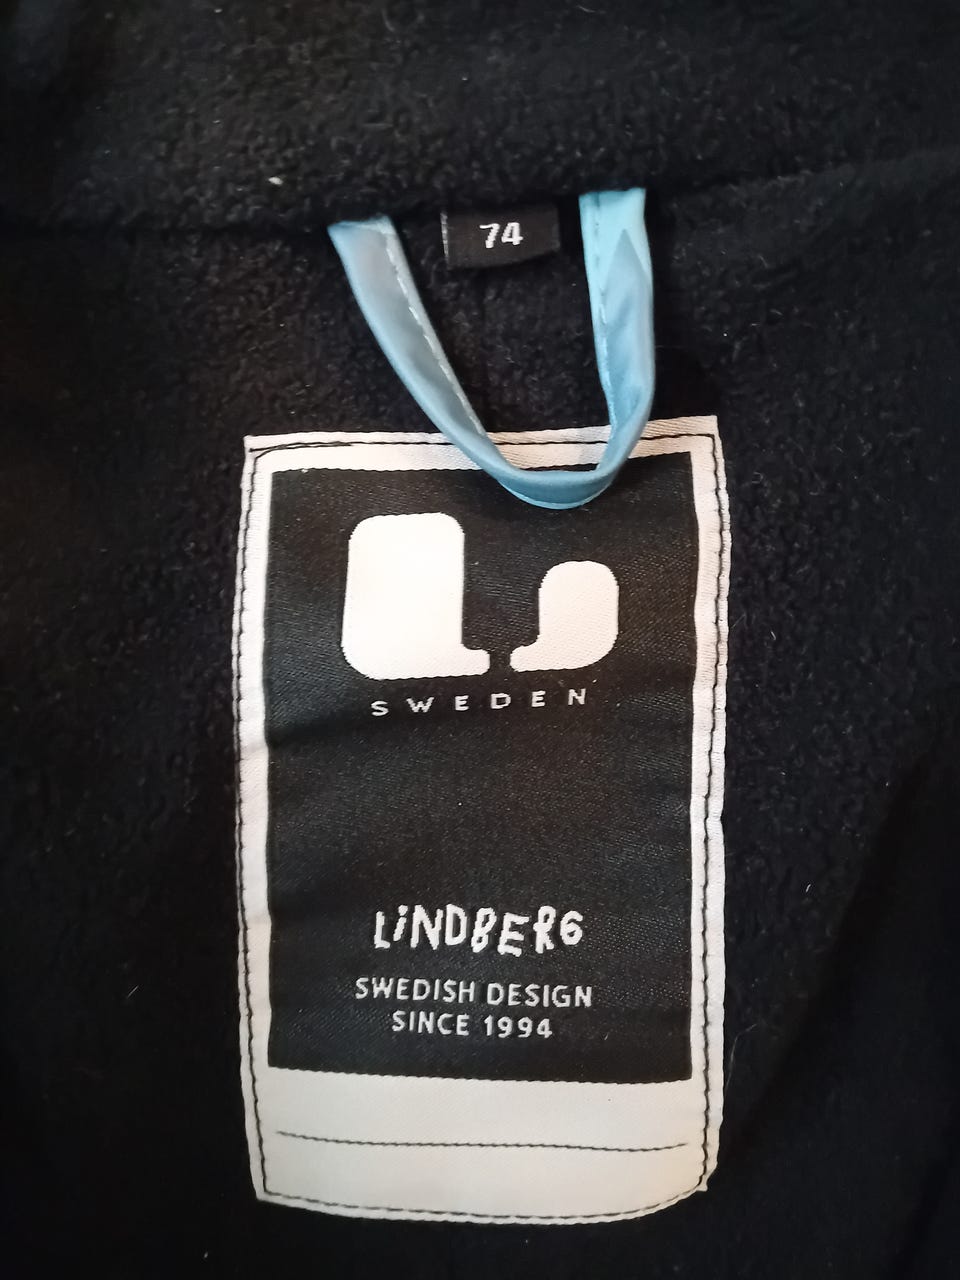 74
SWEDEN
LiNDBERG
SWEDISH DESIGN
SINCE 1994